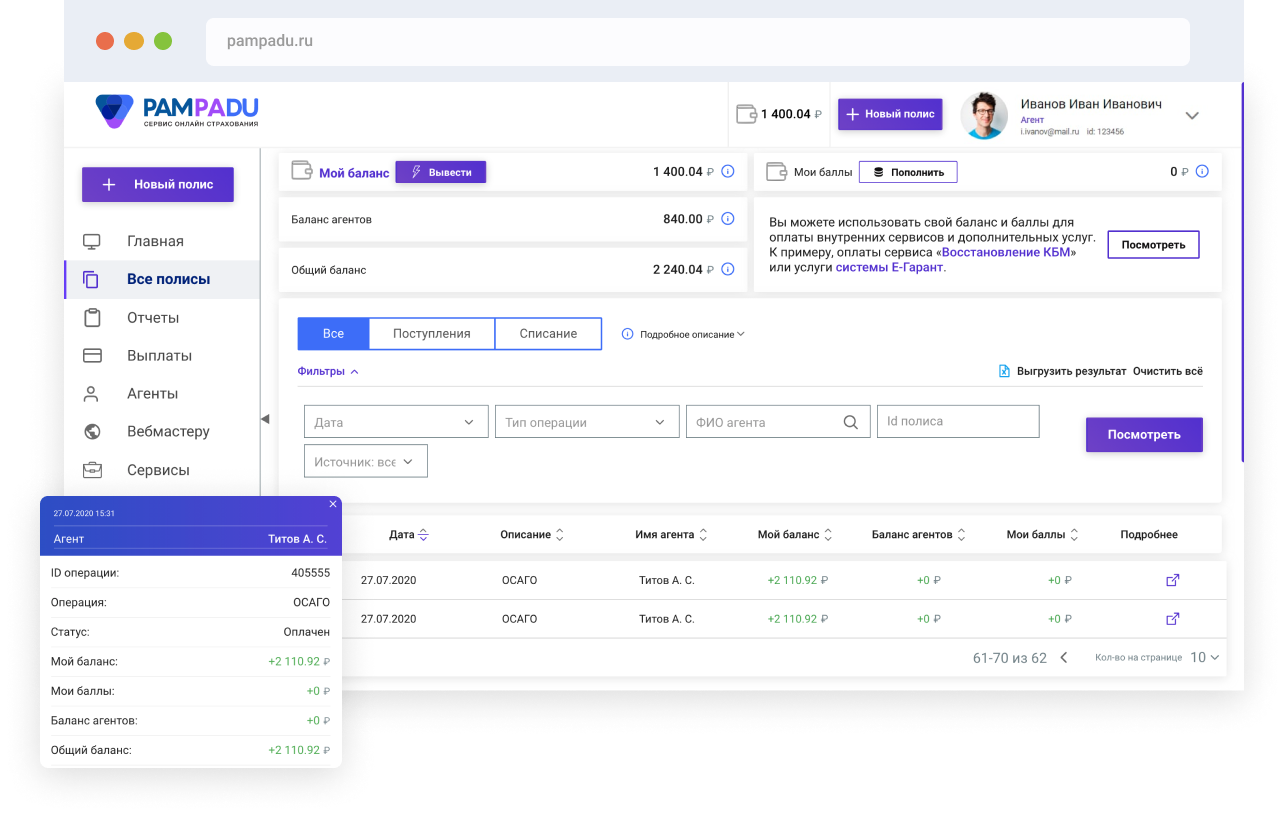 pampadu.ru
PAMPADU
СЕРВИС ОНЛАЙН СТРАХОВАНИЯ
1 400.04 ₽
Новый полис
Иванов Иван Иванович
Агент
i.ivanov@mail.ru id: 123456
Новый полис
Главная
Все полисы
Отчеты
Выплаты
Агенты
Вебмастеру
Сервисы
Мой баланс Вывести 1 400.04 ₽
Мои баллы Пополнить 0 ₽
Баланс агентов 840.00 ₽
Общий баланс 2 240.04 ₽
Вы можете использовать свой баланс и баллы для
оплаты внутренних сервисов и дополнительных услуг.
К примеру, оплаты сервиса «Восстановление КБМ»
или услуги системы Е-Гарант.
Посмотреть
Все Поступления Списание Подробное описание
Фильтры Выгрузить результат Очистить всё
Дата Тип операции ФИО агента Id полиса
Источник: все
Посмотреть
Дата Описание Имя агента Мой баланс Баланс агентов Мои баллы Подробнее
27.07.2020 ОСАГО Титов А. С. +2 110.92 ₽ +0 ₽ +0 ₽
27.07.2020 ОСАГО Титов А. С. +2 110.92 ₽ +0 ₽ +0 ₽
61-70 из 62 Кол-во на странице 10
27.07.2020 15:31
Агент Титов А. С.
ID операции: 405555
Операция: ОСАГО
Статус: Оплачен
Мой баланс: +2 110.92 ₽
Мои баллы: +0 ₽
Баланс агентов: +0 ₽
Общий баланс: +2 110.92 ₽